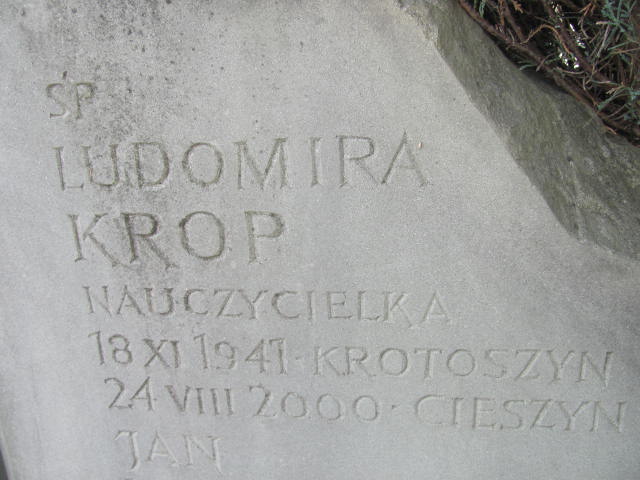 ŚP
LUDOMIRA
KROP
NAUCZYCIELKA
18 XI 1941 · KROTOSZYN
24 VIII 2000 · CIESZYN
JAN